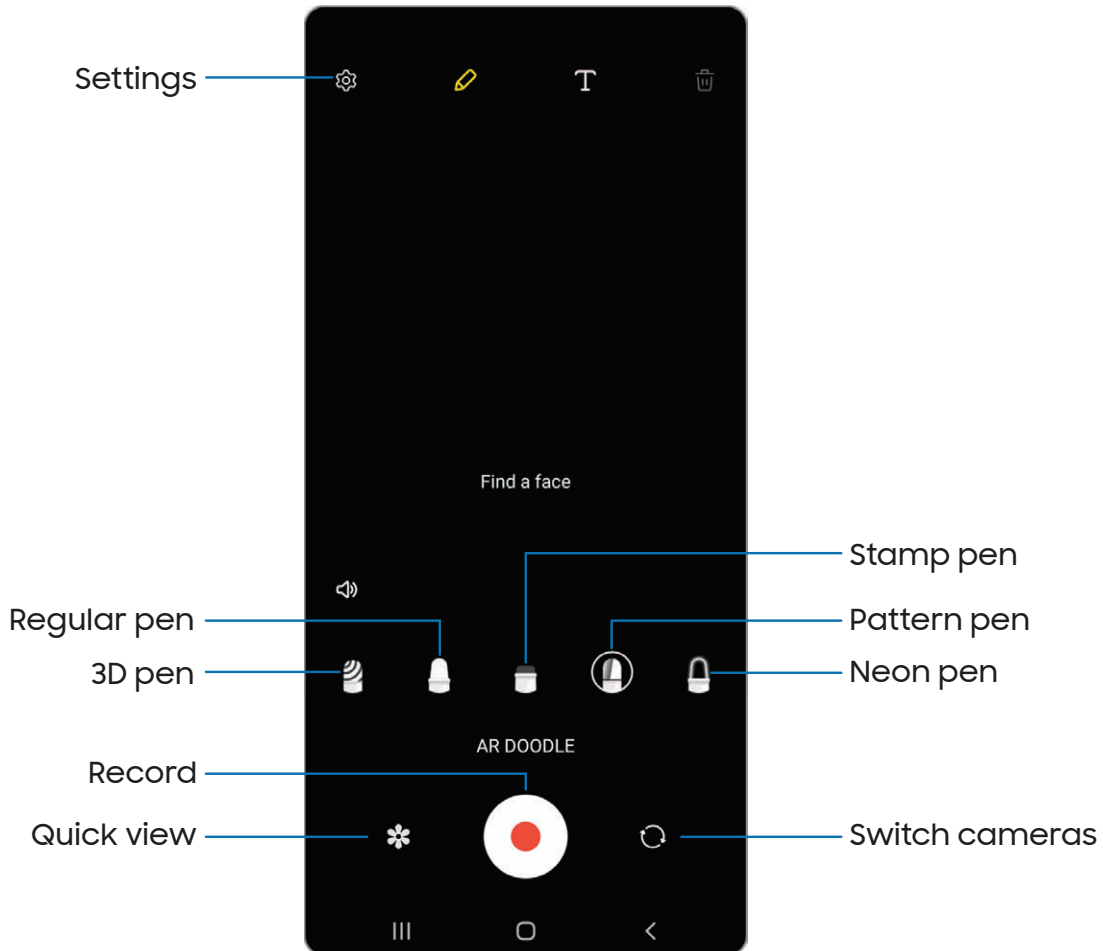 Settings
T
Find a face
Stamp pen
Regular pen
Pattern pen
3D pen
Neon pen
AR DOODLE
Record
Quick view
Switch cameras